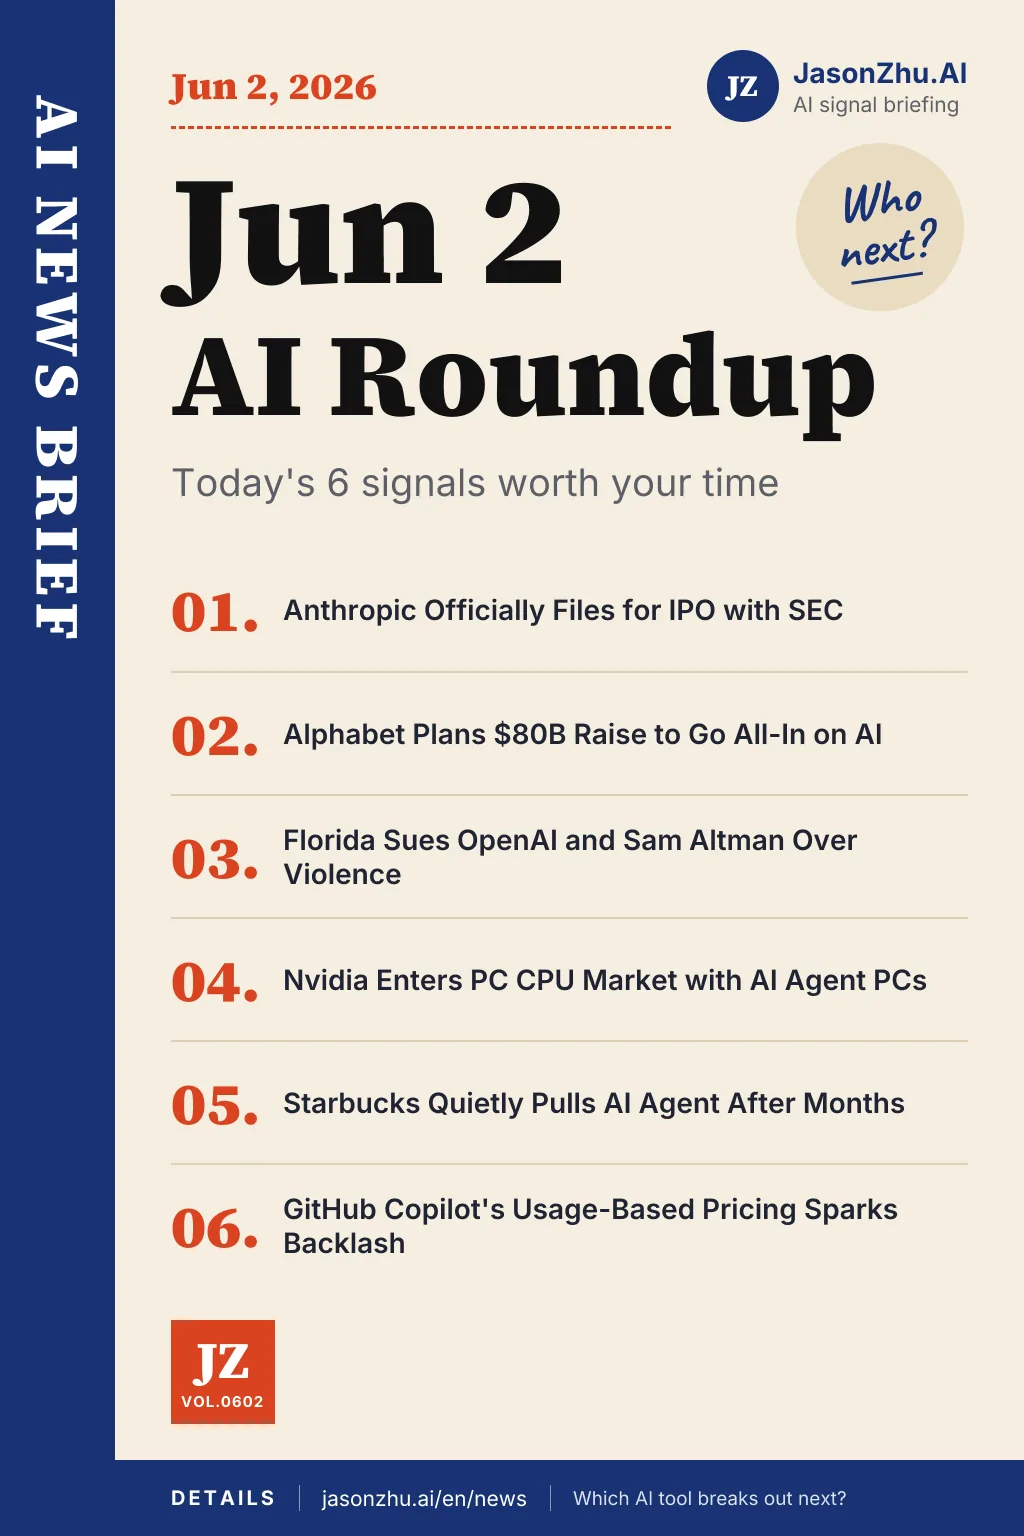 AI NEWS BRIEF
Jun 2, 2026
JZ
JasonZhu.AI
AI signal briefing
Who
next?
Jun 2
AI Roundup
Today's 6 signals worth your time
01. Anthropic Officially Files for IPO with SEC
02. Alphabet Plans $80B Raise to Go All-In on AI
03. Florida Sues OpenAI and Sam Altman Over
Violence
04. Nvidia Enters PC CPU Market with AI Agent PCs
05. Starbucks Quietly Pulls AI Agent After Months
06. GitHub Copilot's Usage-Based Pricing Sparks
Backlash
JZ
VOL.0602
DETAILS jasonzhu.ai/en/news Which AI tool breaks out next?